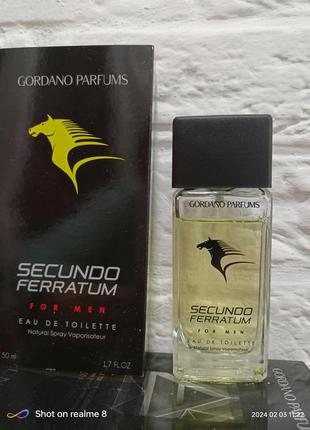 GORDANO PARFUMS
SECUNDO
FERRATUM
FOR MEN
EAU DE TOILETTE
Natural Spray Vaporisateur
50 ml
1.7 FL.OZ
GORDANO PARFUMS
SECUNDO
FERRATUM
FOR MEN
EAU DE TOILETTE
Natural Spray Vaporisateur
GORDANO PARFUMS
Shot on realme 8
2024 02 03 11:22